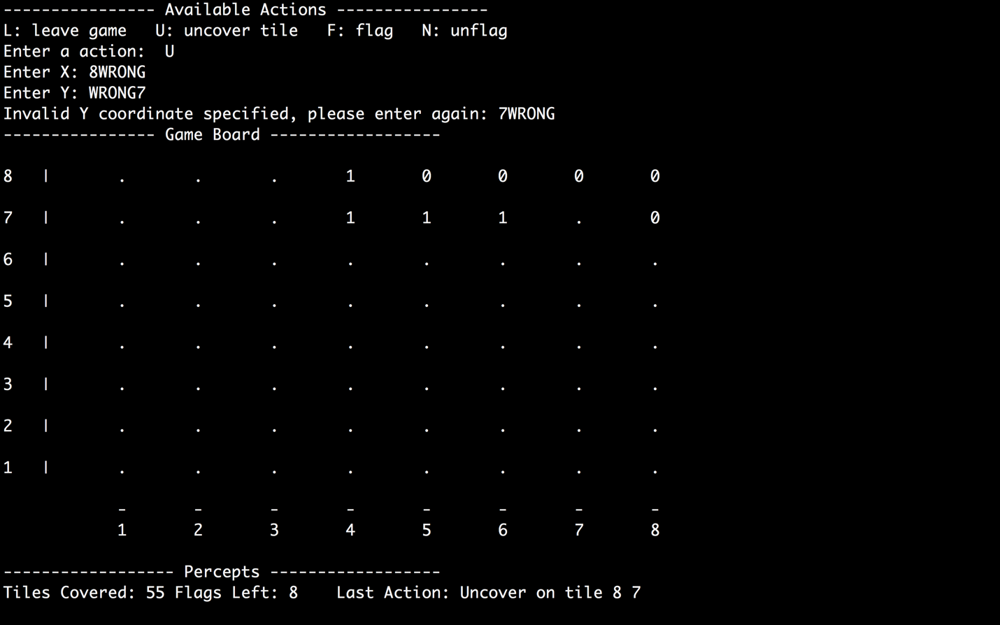 ---------------- Available Actions ----------------
L: leave game   U: uncover tile   F: flag   N: unflag
Enter a action:  U
Enter X: 8WRONG
Enter Y: WRONG7
Invalid Y coordinate specified, please enter again: 7WRONG
---------------- Game Board ------------------
8   |       .       .       .       1       0       0       0       0
7   |       .       .       .       1       1       1       .       0
6   |       .       .       .       .       .       .       .       .
5   |       .       .       .       .       .       .       .       .
4   |       .       .       .       .       .       .       .       .
3   |       .       .       .       .       .       .       .       .
2   |       .       .       .       .       .       .       .       .
1   |       .       .       .       .       .       .       .       .
            -       -       -       -       -       -       -       -
            1       2       3       4       5       6       7       8
------------------ Percepts ------------------
Tiles Covered: 55 Flags Left: 8    Last Action: Uncover on tile 8 7